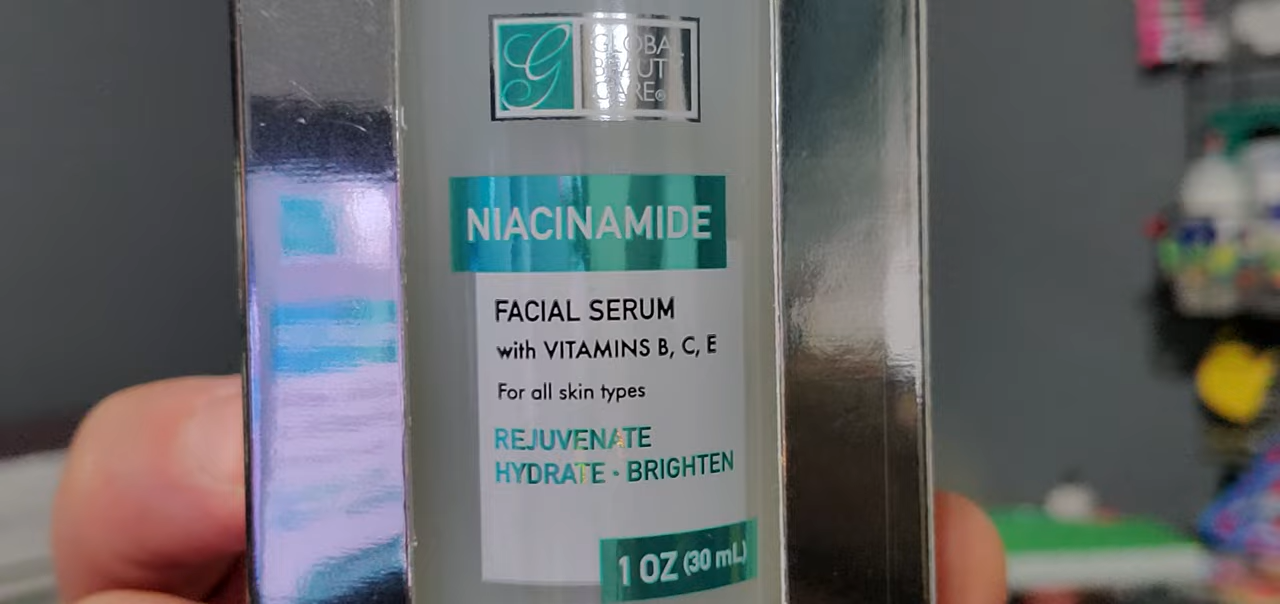 G
GLOBAL
BEAUTY
CARE®
NIACINAMIDE
FACIAL SERUM
with VITAMINS B, C, E
For all skin types
REJUVENATE
HYDRATE • BRIGHTEN
1 OZ (30 mL)